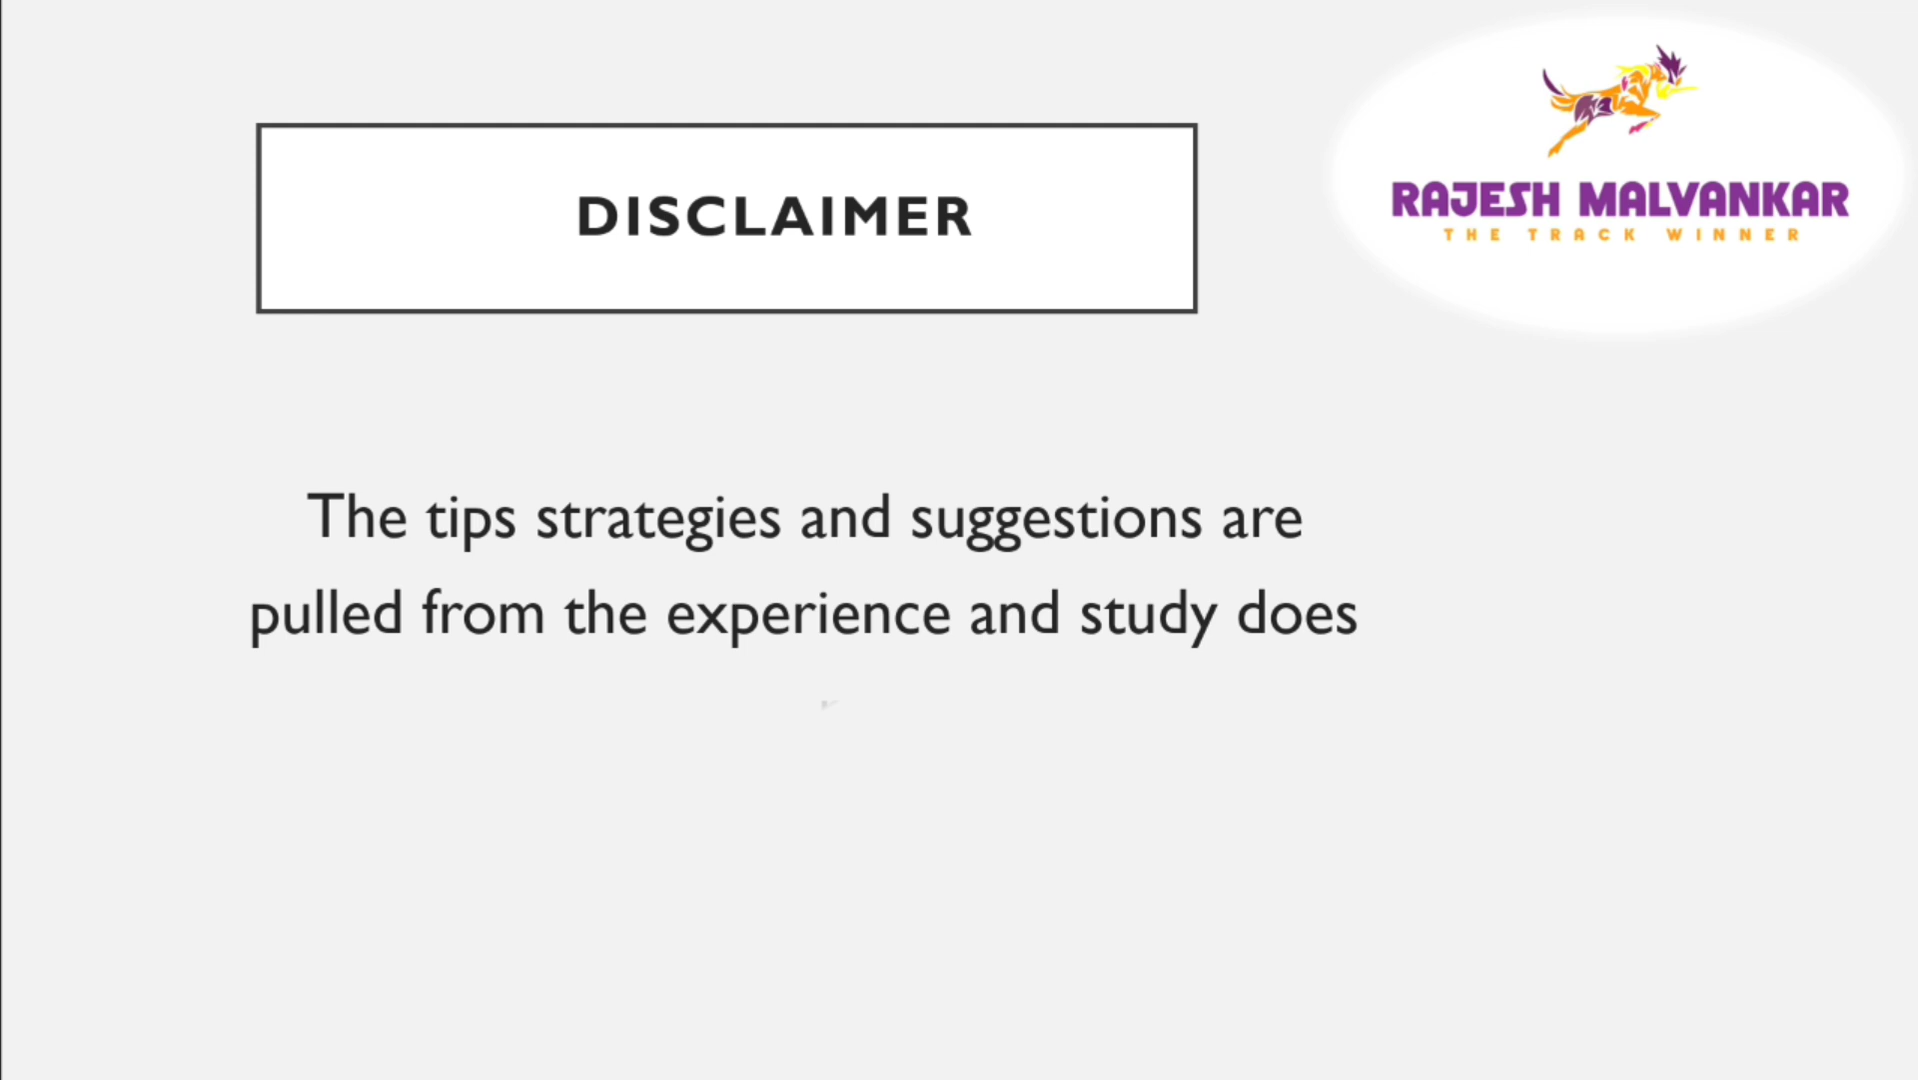 DISCLAIMER
RAJESH MALVANKAR
THE TRACK WINNER
The tips strategies and suggestions are
pulled from the experience and study does